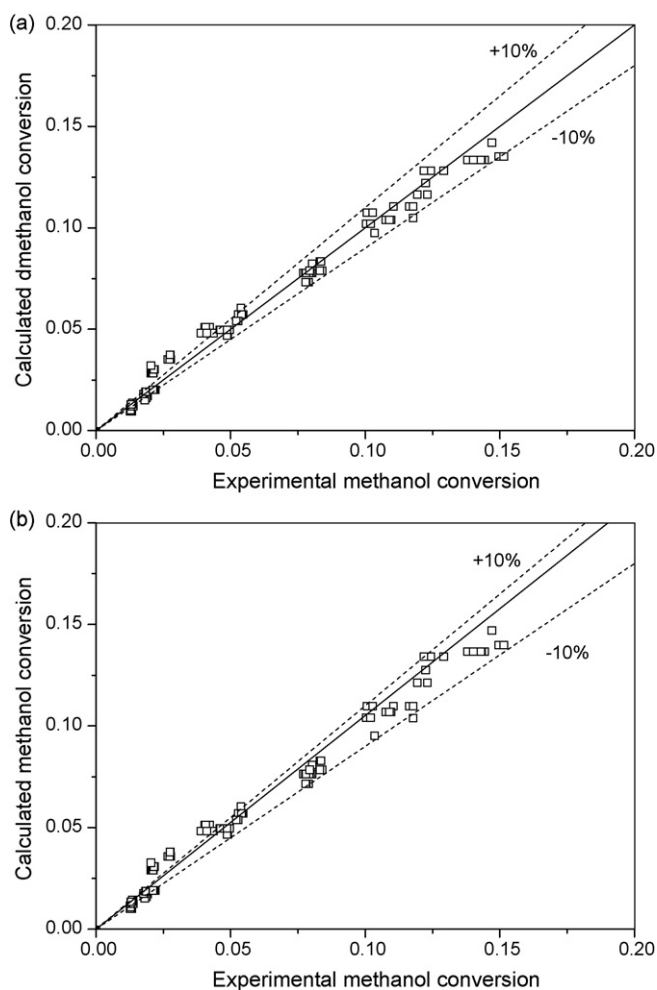 (a)
0.20
+10%
0.15
-10%
0.10
0.05
0.00
0.00 0.05 0.10 0.15 0.20
Calculated dmethanol conversion
Experimental methanol conversion
(b)
0.20
+10%
0.15
-10%
0.10
0.05
0.00
0.00 0.05 0.10 0.15 0.20
Calculated methanol conversion
Experimental methanol conversion